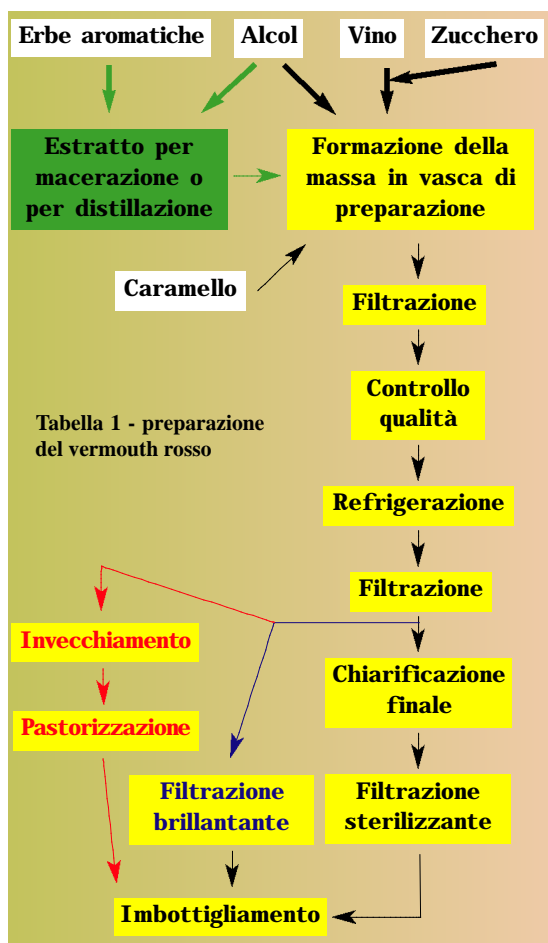 Erbe aromatiche
Alcol
Vino
Zucchero
Estratto per
macerazione o
per distillazione
Formazione della
massa in vasca di
preparazione
Caramello
Filtrazione
Controllo
qualità
Tabella 1 - preparazione
del vermouth rosso
Refrigerazione
Filtrazione
Invecchiamento
Chiarificazione
finale
Pastorizzazione
Filtrazione
brillantante
Filtrazione
sterilizzante
Imbottigliamento